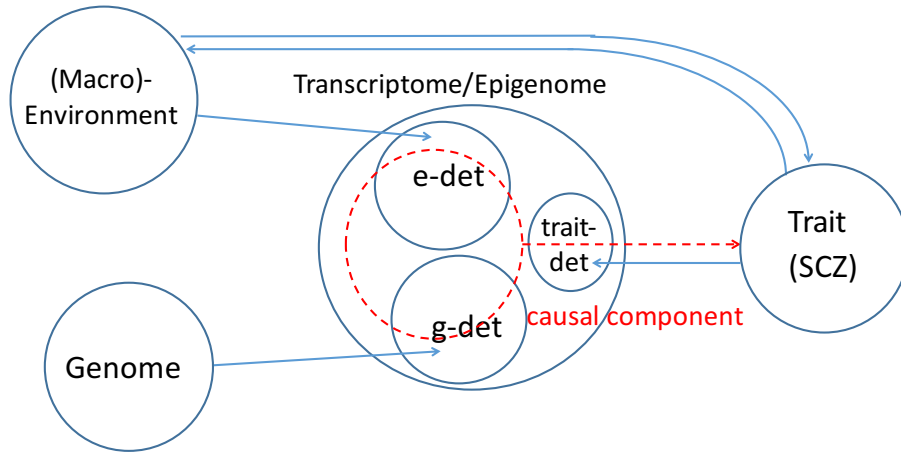 (Macro)-
Environment
Transcriptome/Epigenome
e-det
trait-
det
Trait
(SCZ)
causal component
g-det
Genome